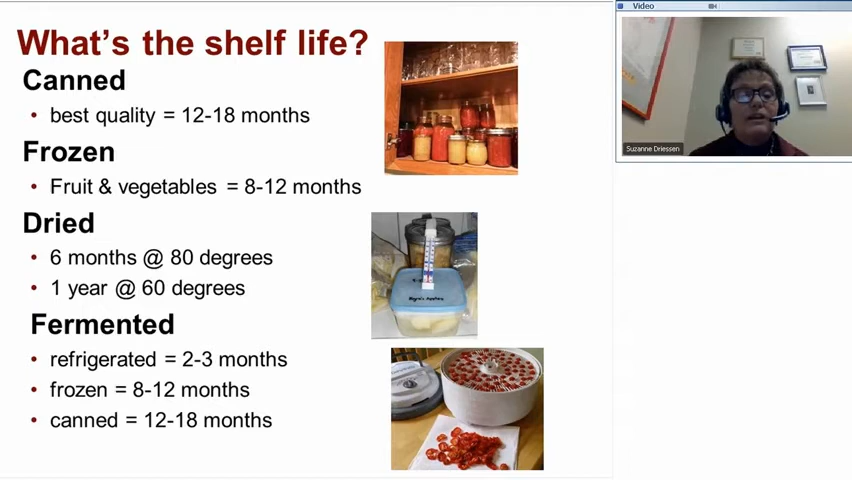 What's the shelf life?
Canned
• best quality = 12-18 months
Frozen
• Fruit & vegetables = 8-12 months
Dried
• 6 months @ 80 degrees
• 1 year @ 60 degrees
Fermented
• refrigerated = 2-3 months
• frozen = 8-12 months
• canned = 12-18 months
Video
Suzanne Driessen